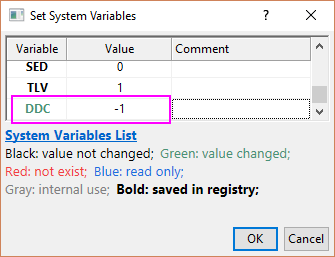 Set System Variables
Variable Value Comment
SED 0
TLV 1
DDC -1
System Variables List
Black: value not changed; Green: value changed;
Red: not exist; Blue: read only;
Gray: internal use; Bold: saved in registry;
OK Cancel